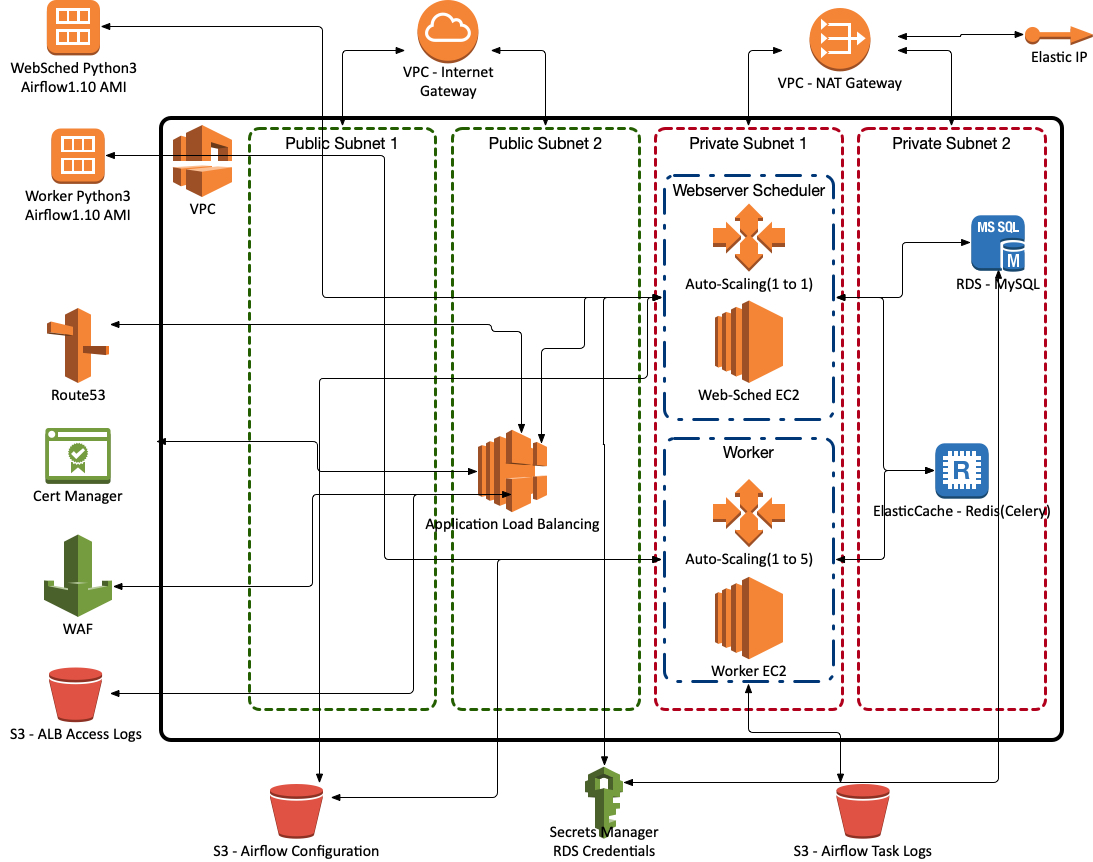 WebSched Python3
Airflow1.10 AMI
VPC - Internet
Gateway
VPC - NAT Gateway
Elastic IP
Worker Python3
Airflow1.10 AMI
VPC
Public Subnet 1
Public Subnet 2
Private Subnet 1
Private Subnet 2
Webserver Scheduler
Auto-Scaling(1 to 1)
Web-Sched EC2
MS SQL
M
RDS - MySQL
Route53
Cert Manager
Application Load Balancing
Worker
Auto-Scaling(1 to 5)
Worker EC2
R
ElasticCache - Redis(Celery)
WAF
S3 - ALB Access Logs
S3 - Airflow Configuration
Secrets Manager
RDS Credentials
S3 - Airflow Task Logs